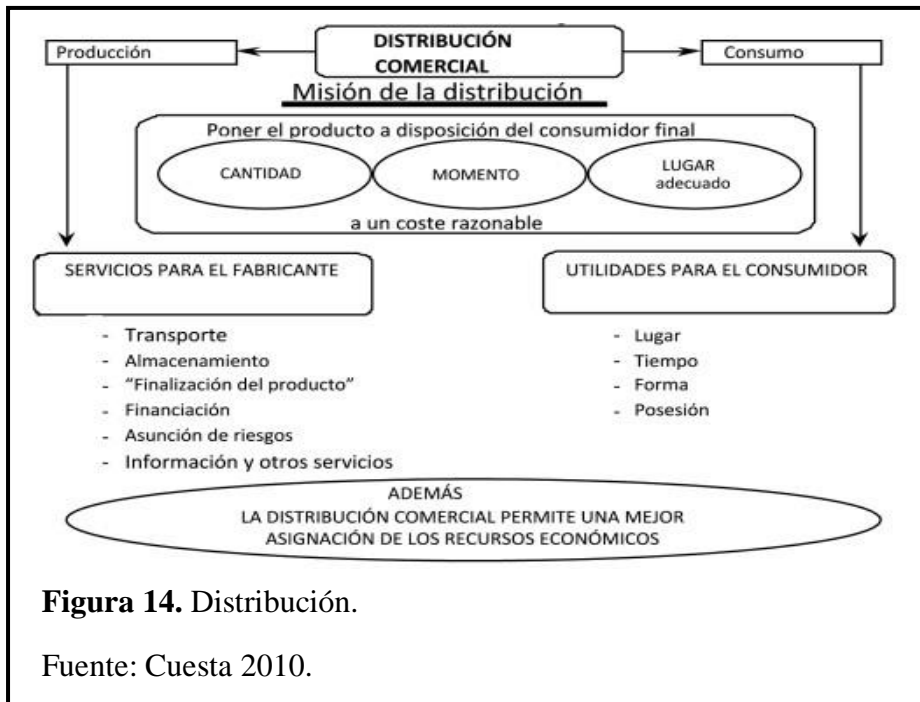 Producción
DISTRIBUCIÓN
COMERCIAL
Consumo
Misión de la distribución
Poner el producto a disposición del consumidor final
CANTIDAD
MOMENTO
LUGAR
adecuado
a un coste razonable
SERVICIOS PARA EL FABRICANTE
UTILIDADES PARA EL CONSUMIDOR
- Transporte
- Almacenamiento
- “Finalización del producto”
- Financiación
- Asunción de riesgos
- Información y otros servicios
- Lugar
- Tiempo
- Forma
- Posesión
ADEMÁS
LA DISTRIBUCIÓN COMERCIAL PERMITE UNA MEJOR
ASIGNACIÓN DE LOS RECURSOS ECONÓMICOS
Figura 14. Distribución.
Fuente: Cuesta 2010.